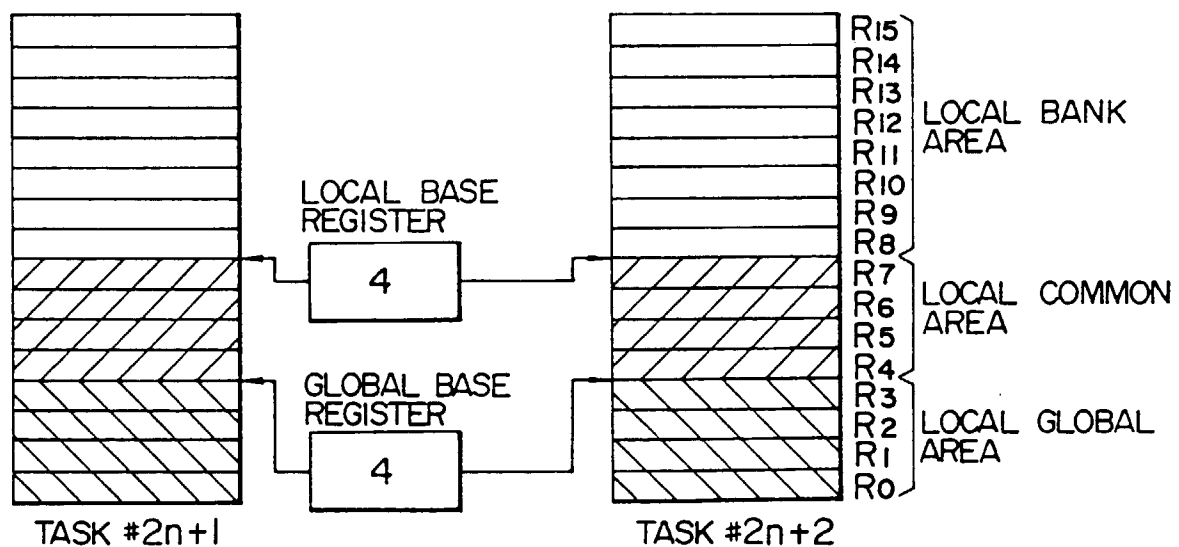 R15
R14
R13
R12
R11
R10
R9
R8
LOCAL BANK
AREA
LOCAL BASE
REGISTER
4
R7
R6
R5
R4
LOCAL COMMON
AREA
GLOBAL BASE
REGISTER
4
R3
R2
R1
R0
LOCAL GLOBAL
AREA
TASK #2n+1
TASK #2n+2